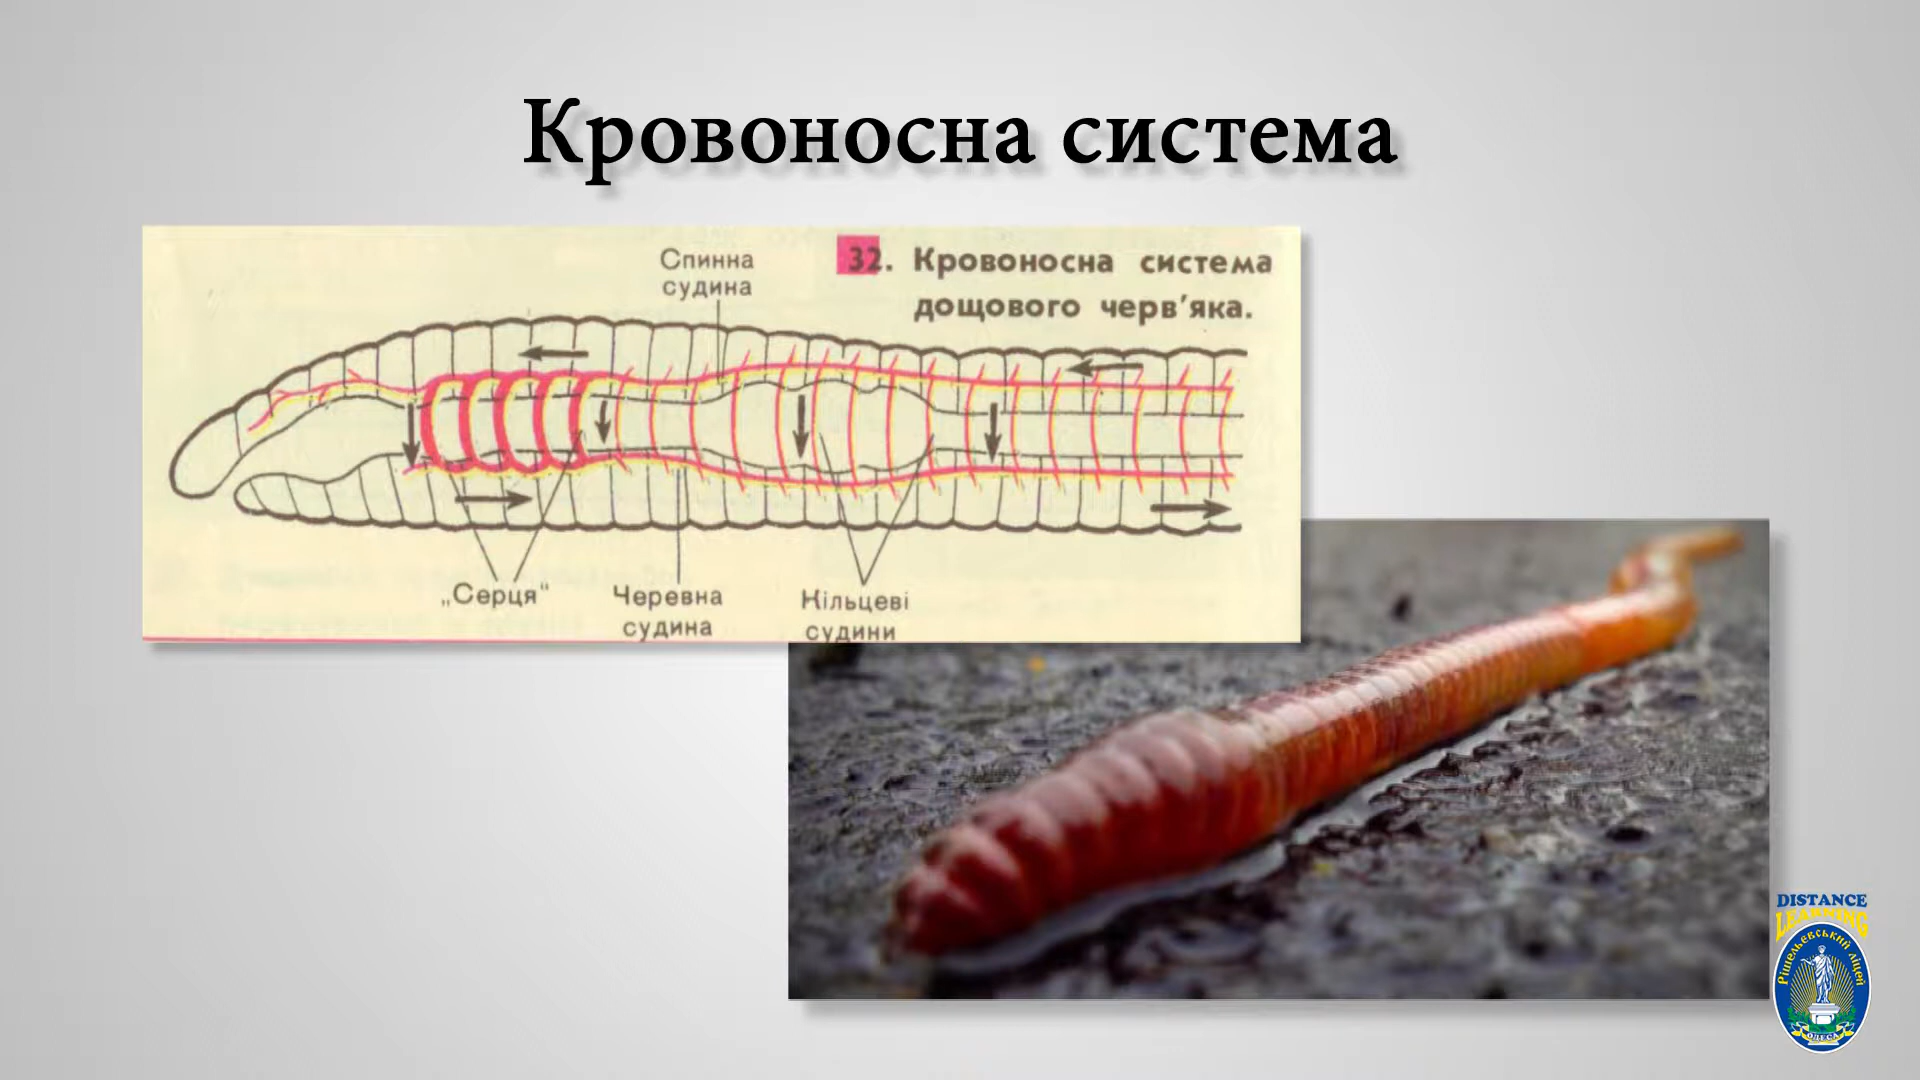 Кровоносна система
Спинна
судина
32. Кровоносна система
дощового черв’яка.
„Серця“
Черевна
судина
Кільцеві
судини
DISTANCE
LEARNING
Рішельєвський ліцей
ОДЕСА